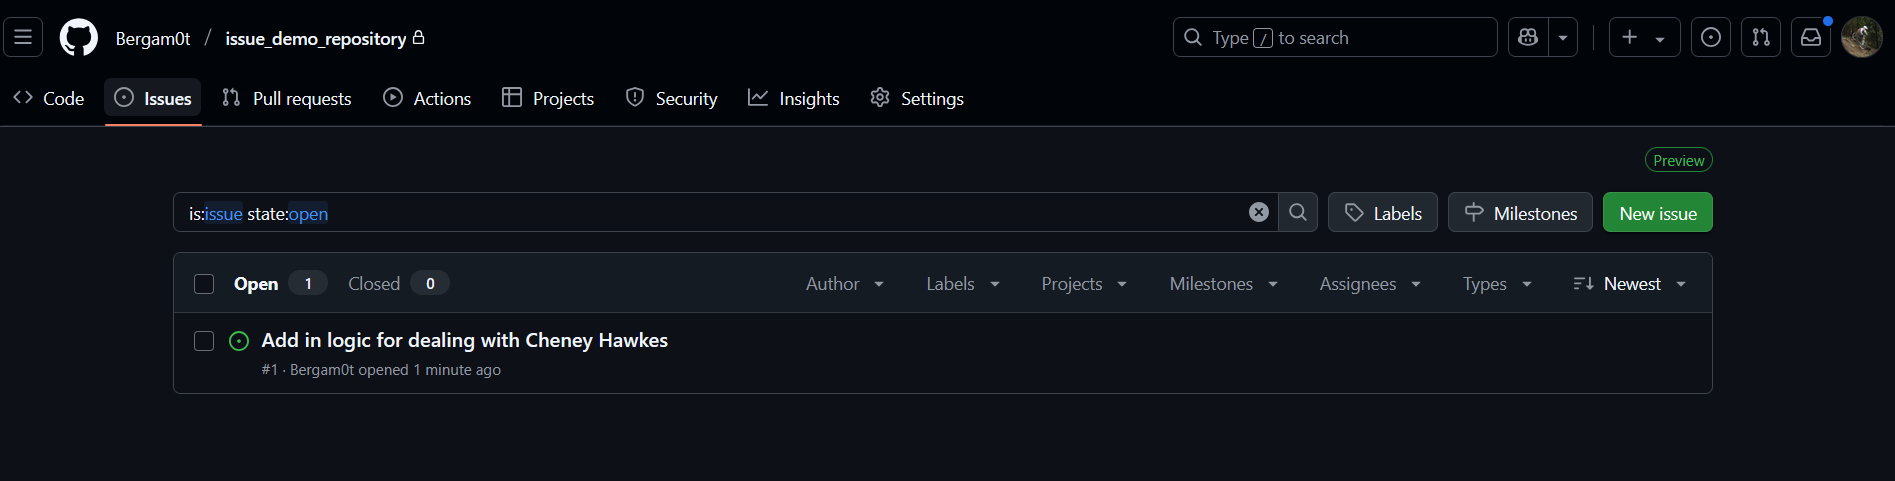 Bergam0t / issue_demo_repository
Type / to search
Code Issues Pull requests Actions Projects Security Insights Settings
Preview
is:issue state:open
Labels Milestones New issue
Open 1 Closed 0 Author Labels Projects Milestones Assignees Types Newest
Add in logic for dealing with Cheney Hawkes
#1 · Bergam0t opened 1 minute ago